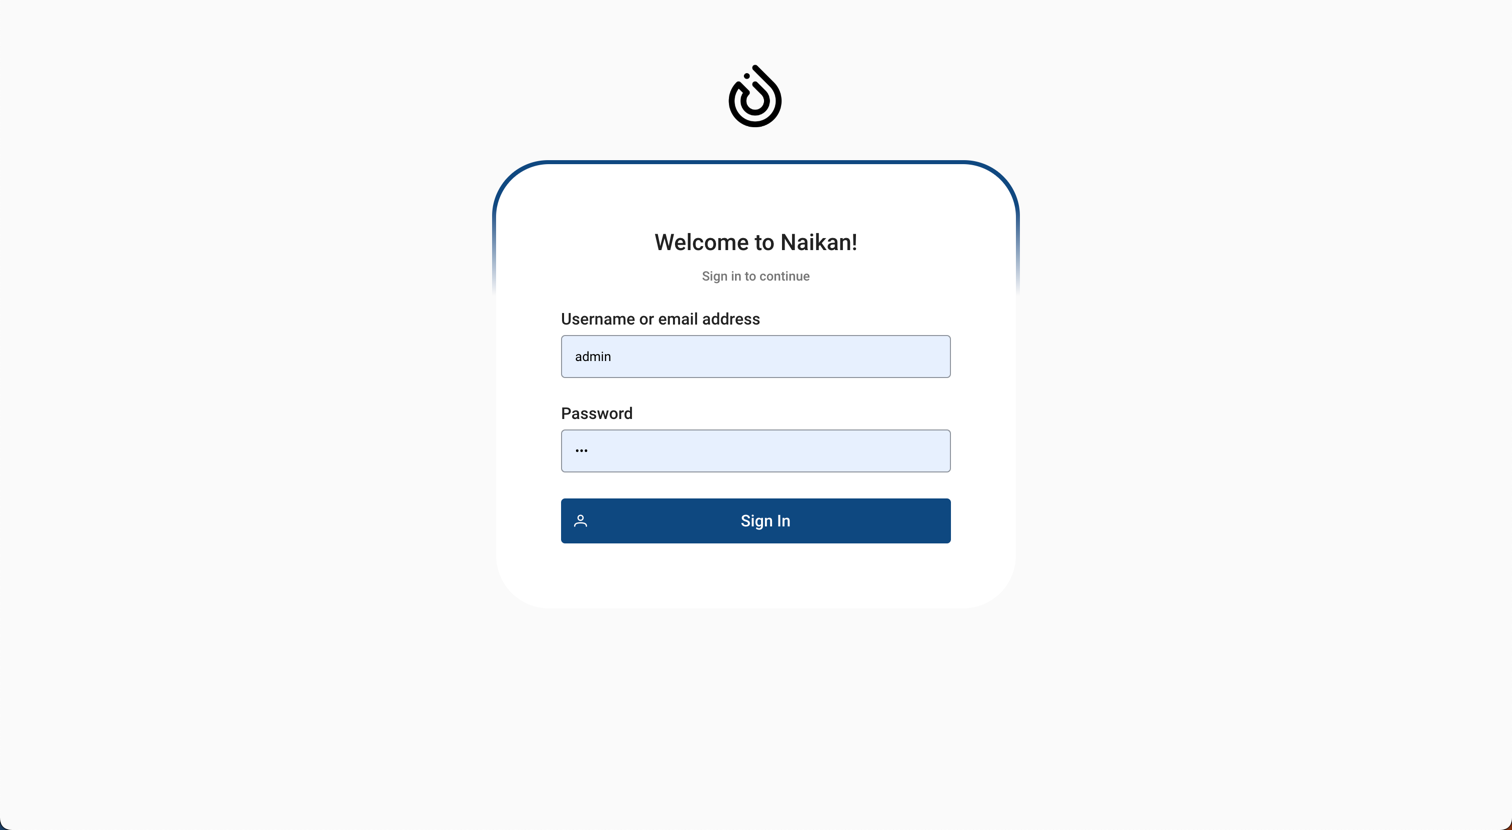 Welcome to Naikan!
Sign in to continue
Username or email address
admin
Password
•••
Sign In